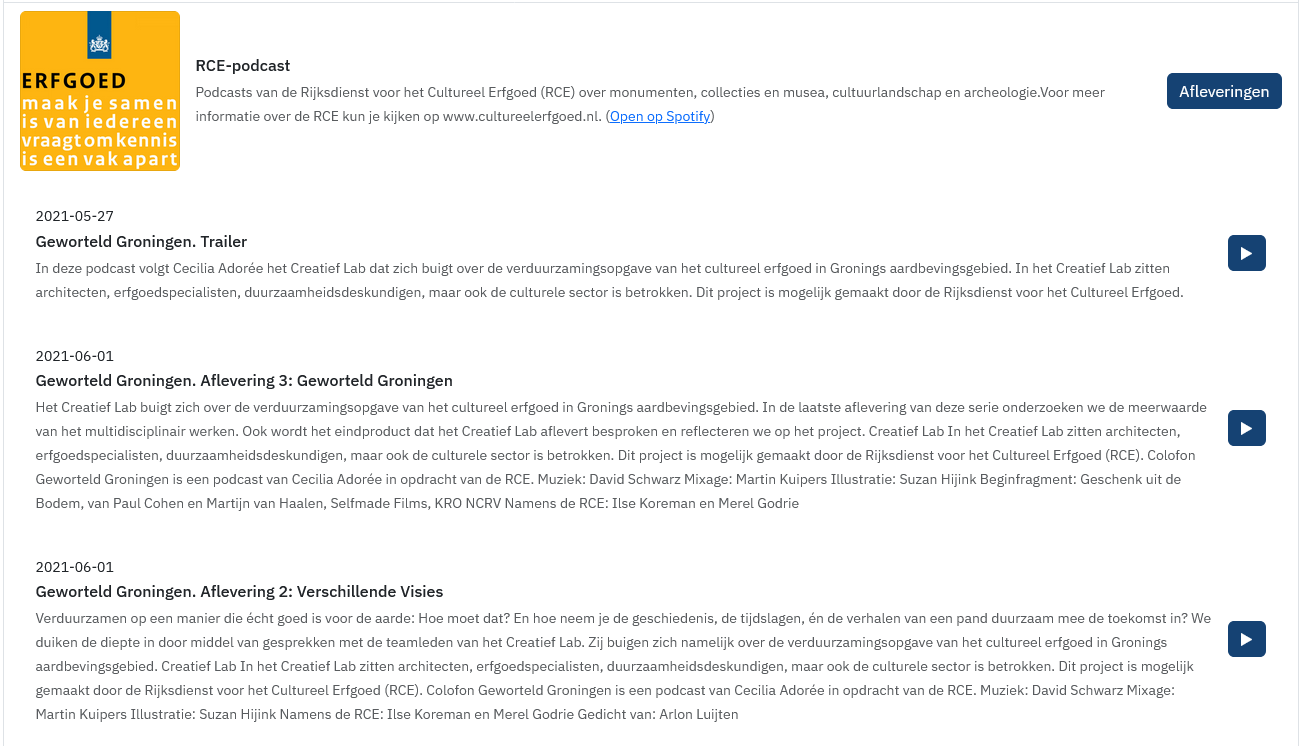 ERFGOED
maak je samen
is van iedereen
vraagt om kennis
is een vak apart
RCE-podcast
Podcasts van de Rijksdienst voor het Cultureel Erfgoed (RCE) over monumenten, collecties en musea, cultuurlandschap en archeologie.Voor meer
informatie over de RCE kun je kijken op www.cultureelerfgoed.nl. (Open op Spotify)
Afleveringen
2021-05-27
Geworteld Groningen. Trailer
In deze podcast volgt Cecilia Adorée het Creatief Lab dat zich buigt over de verduurzamingsopgave van het cultureel erfgoed in Gronings aardbevingsgebied. In het Creatief Lab zitten
architecten, erfgoedspecialisten, duurzaamheidsdeskundigen, maar ook de culturele sector is betrokken. Dit project is mogelijk gemaakt door de Rijksdienst voor het Cultureel Erfgoed.
2021-06-01
Geworteld Groningen. Aflevering 3: Geworteld Groningen
Het Creatief Lab buigt zich over de verduurzamingsopgave van het cultureel erfgoed in Gronings aardbevingsgebied. In de laatste aflevering van deze serie onderzoeken we de meerwaarde
van het multidisciplinair werken. Ook wordt het eindproduct dat het Creatief Lab aflevert besproken en reflecteren we op het project. Creatief Lab In het Creatief Lab zitten architecten,
erfgoedspecialisten, duurzaamheidsdeskundigen, maar ook de culturele sector is betrokken. Dit project is mogelijk gemaakt door de Rijksdienst voor het Cultureel Erfgoed (RCE). Colofon
Geworteld Groningen is een podcast van Cecilia Adorée in opdracht van de RCE. Muziek: David Schwarz Mixage: Martin Kuipers Illustratie: Suzan Hijink Beginfragment: Geschenk uit de
Bodem, van Paul Cohen en Martijn van Haalen, Selfmade Films, KRO NCRV Namens de RCE: Ilse Koreman en Merel Godrie
2021-06-01
Geworteld Groningen. Aflevering 2: Verschillende Visies
Verduurzamen op een manier die écht goed is voor de aarde: Hoe moet dat? En hoe neem je de geschiedenis, de tijdslagen, én de verhalen van een pand duurzaam mee de toekomst in? We
duiken de diepte in door middel van gesprekken met de teamleden van het Creatief Lab. Zij buigen zich namelijk over de verduurzamingsopgave van het cultureel erfgoed in Gronings
aardbevingsgebied. Creatief Lab In het Creatief Lab zitten architecten, erfgoedspecialisten, duurzaamheidsdeskundigen, maar ook de culturele sector is betrokken. Dit project is mogelijk
gemaakt door de Rijksdienst voor het Cultureel Erfgoed (RCE). Colofon Geworteld Groningen is een podcast van Cecilia Adorée in opdracht van de RCE. Muziek: David Schwarz Mixage:
Martin Kuipers Illustratie: Suzan Hijink Namens de RCE: Ilse Koreman en Merel Godrie Gedicht van: Arlon Luijten